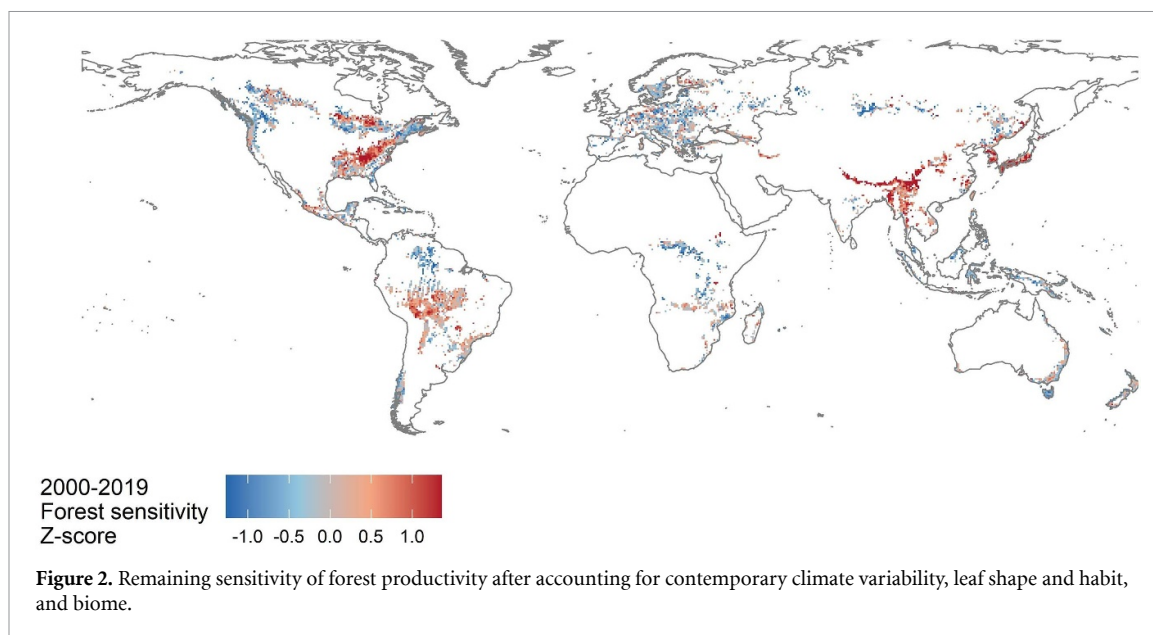 2000-2019
Forest sensitivity
Z-score
-1.0 -0.5 0.0 0.5 1.0
Figure 2. Remaining sensitivity of forest productivity after accounting for contemporary climate variability, leaf shape and habit,
and biome.